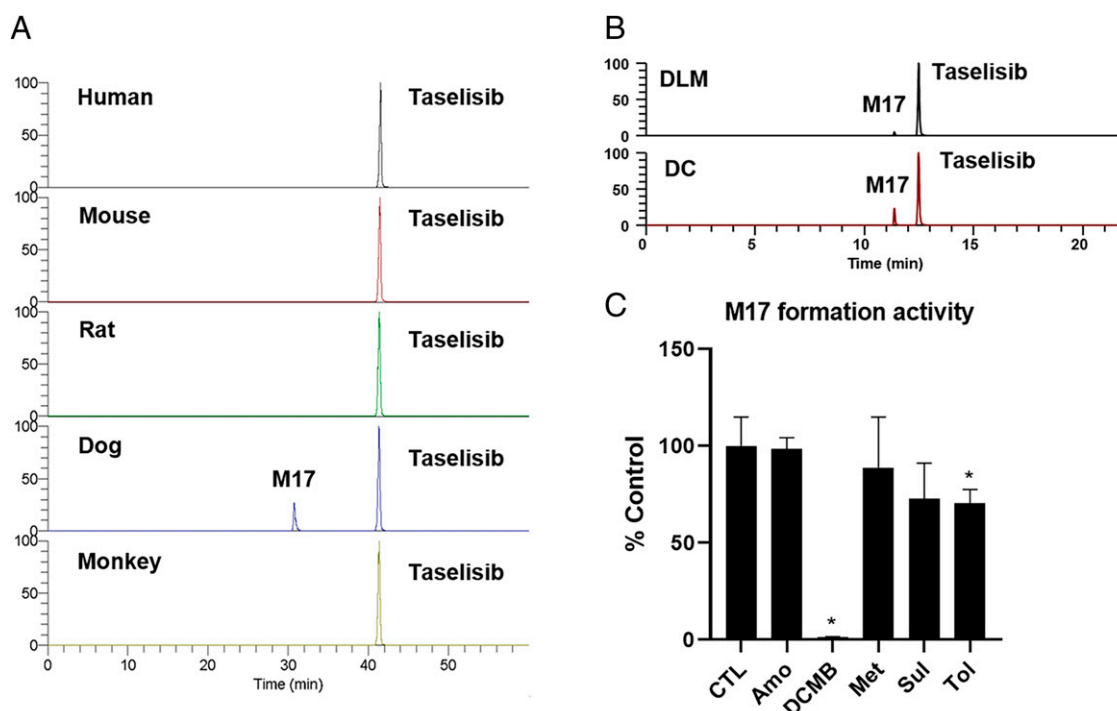 A
100
Human
Taselisib
50
0
100
Mouse
Taselisib
50
0
100
Rat
Taselisib
50
0
100
Dog
Taselisib
M17
50
0
100
Monkey
Taselisib
50
0
0 10 20 30 40 50
Time (min)
B
100
DLM
M17
Taselisib
50
0
100
DC
M17
Taselisib
50
0
0 5 10 15 20
Time (min)
C
M17 formation activity
150
100
50
0
% Control
*
*
CTL Amo DCMB Met Sul Tol